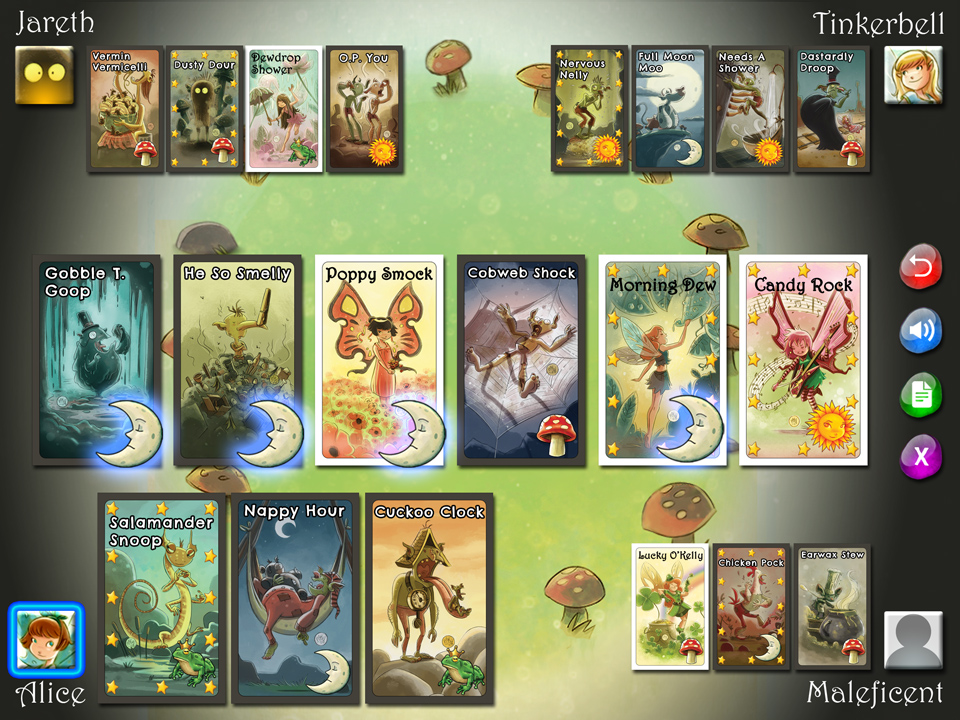 Jareth
Tinkerbell
Vermin
Vermicelli
Dusty Dour
Dewdrop
Shower
O.P. You
Nervous
Nelly
Full Moon
Moo
Needs A
Shower
Dastardly
Droop
Gobble T.
Goop
He So Smelly
Poppy Smock
Cobweb Shock
Morning Dew
Candy Rock
X
Salamander
Snoop
Nappy Hour
Cuckoo Clock
Lucky O'Kelly
Chicken Pock
Earwax Stew
Alice
Maleficent